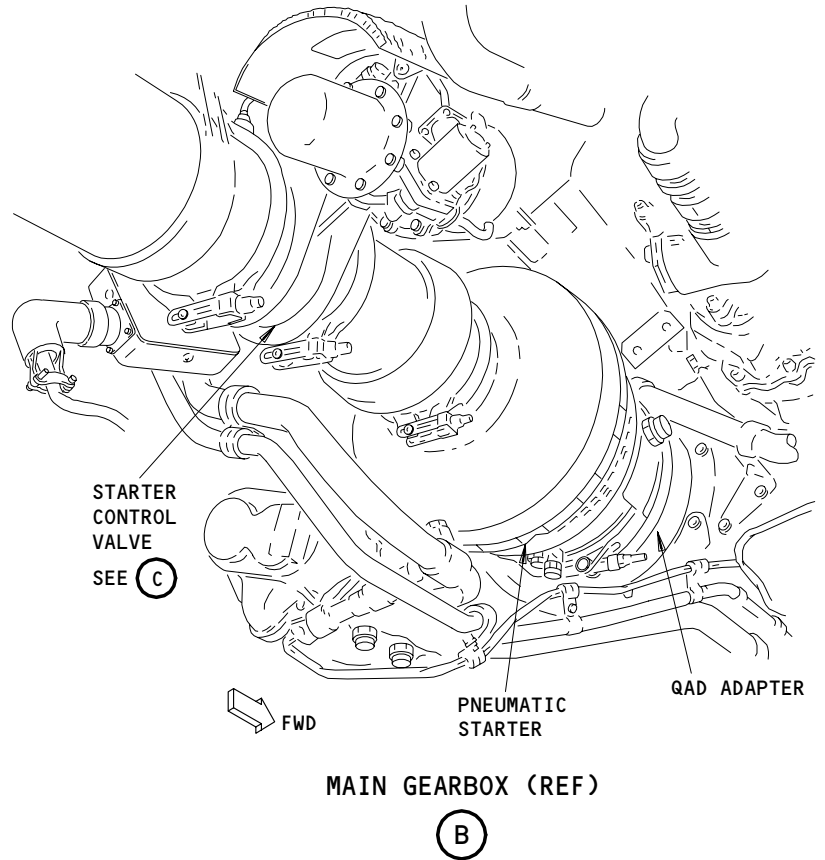 STARTER
CONTROL
VALVE
SEE C
FWD
PNEUMATIC
STARTER
QAD ADAPTER
MAIN GEARBOX (REF)
B